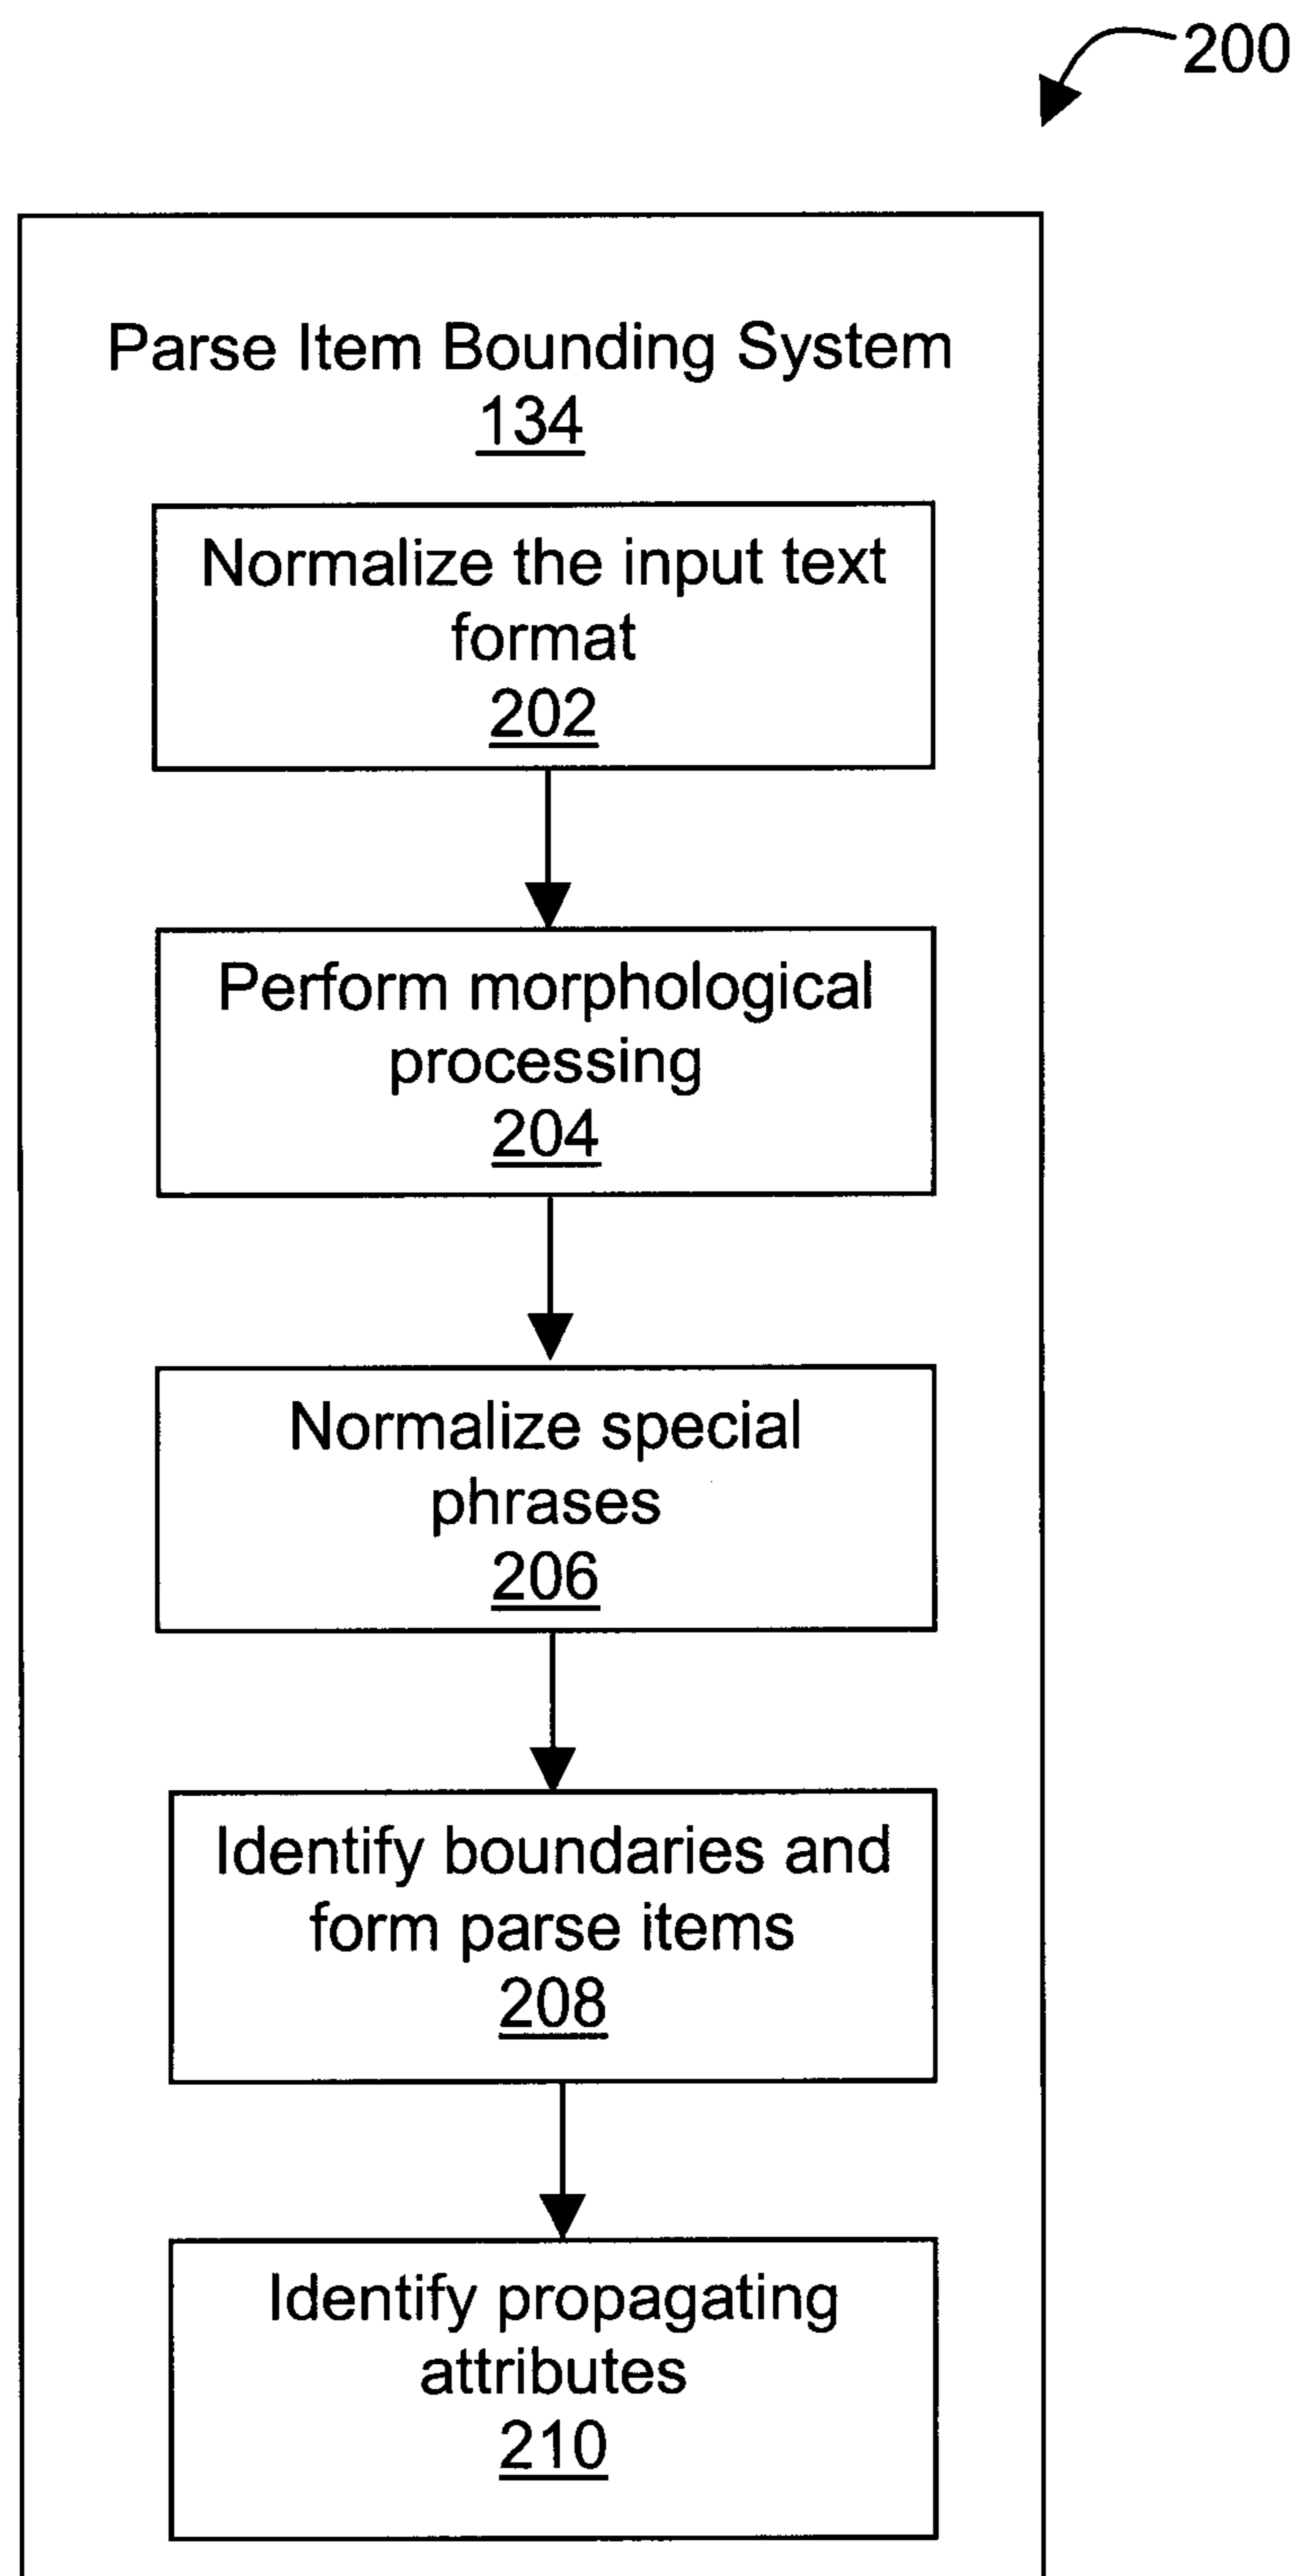 200
Parse Item Bounding System
134
Normalize the input text
format
202
Perform morphological
processing
204
Normalize special
phrases
206
Identify boundaries and
form parse items
208
Identify propagating
attributes
210